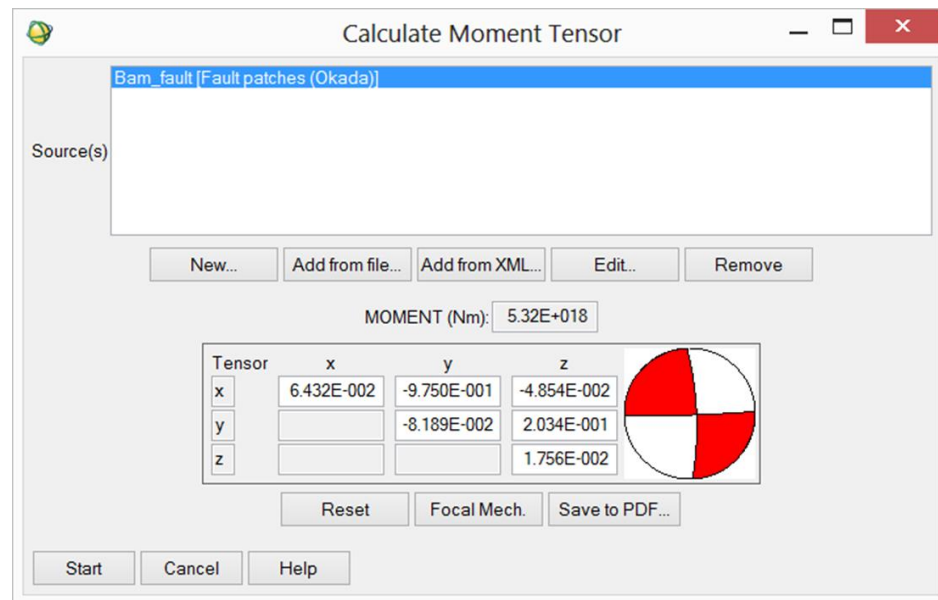 Calculate Moment Tensor
Bam_fault [Fault patches (Okada)]
Source(s)
New... Add from file... Add from XML... Edit... Remove
MOMENT (Nm): 5.32E+018
Tensor x y z
x 6.432E-002 -9.750E-001 -4.854E-002
y -8.189E-002 2.034E-001
z 1.756E-002
Reset Focal Mech. Save to PDF...
Start Cancel Help